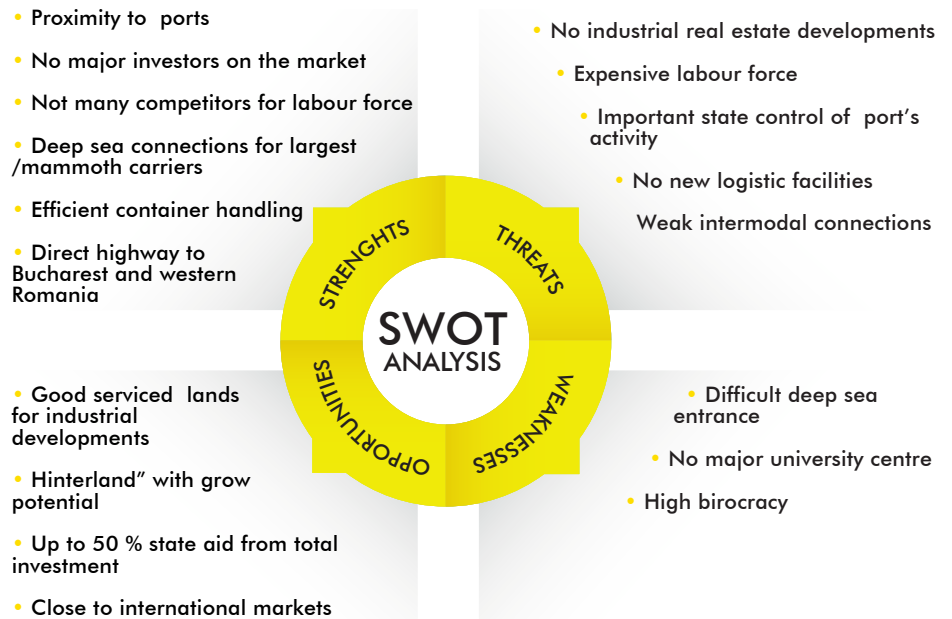 • Proximity to ports
• No major investors on the market
• Not many competitors for labour force
• Deep sea connections for largest
/mammoth carriers
• Efficient container handling
• Direct highway to
Bucharest and western
Romania
• No industrial real estate developments
• Expensive labour force
• Important state control of port's
activity
• No new logistic facilities
Weak intermodal connections
STRENGHTS
THREATS
SWOT
ANALYSIS
OPPORTUNITIES
WEAKNESSES
• Good serviced lands
for industrial
developments
• Hinterland” with grow
potential
• Up to 50 % state aid from total
investment
• Close to international markets
• Difficult deep sea
entrance
• No major university centre
• High birocracy